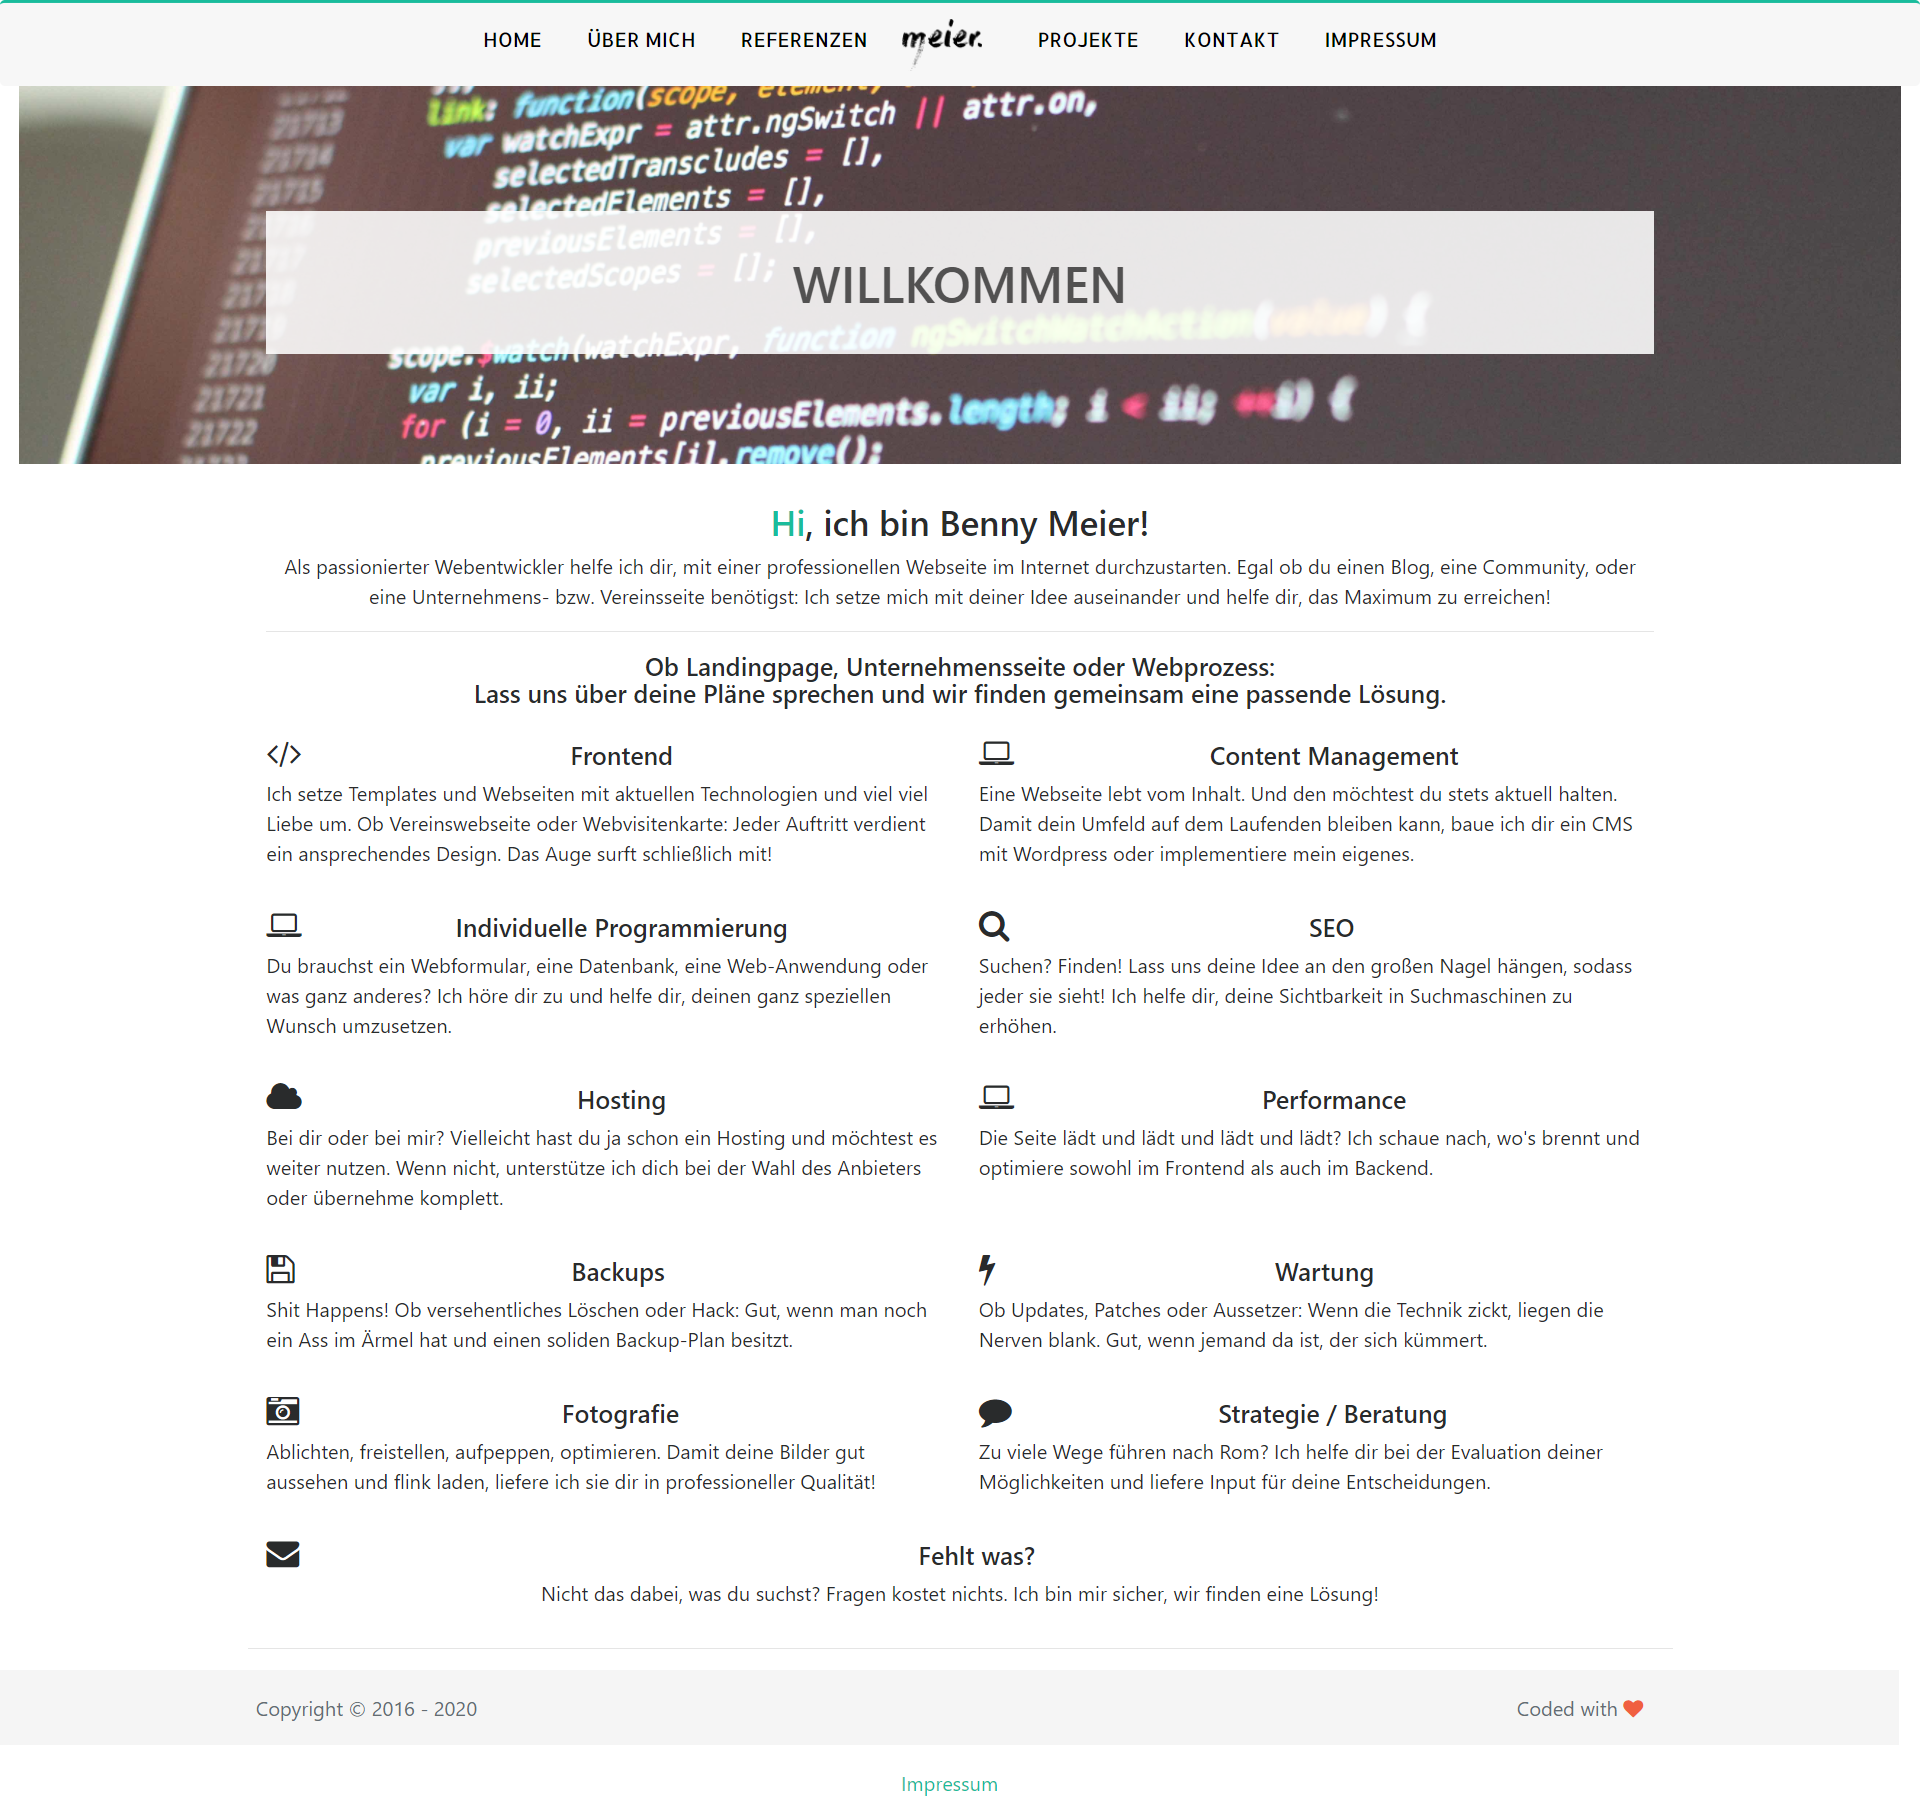 HOME ÜBER MICH REFERENZEN meier. PROJEKTE KONTAKT IMPRESSUM
link: function(scope, element,
21713 var watchExpr = attr.ngSwitch || attr.on,
21714 selectedTranscludes = [],
21715 selectedElements = [],
previousElements = [],
21717 selectedScopes = [];
WILLKOMMEN
21719 function ngSwitchWatchAction(value) {
21720 scope.$watch(watchExpr,
21721 var i, ii;
21722 for (i = 0, ii = previousElements.length; i < ii; ++i) {
previousElements[i].remove();
Hi, ich bin Benny Meier!
Als passionierter Webentwickler helfe ich dir, mit einer professionellen Webseite im Internet durchzustarten. Egal ob du einen Blog, eine Community, oder
eine Unternehmens- bzw. Vereinsseite benötigst: Ich setze mich mit deiner Idee auseinander und helfe dir, das Maximum zu erreichen!
Ob Landingpage, Unternehmensseite oder Webprozess:
Lass uns über deine Pläne sprechen und wir finden gemeinsam eine passende Lösung.
Frontend
Ich setze Templates und Webseiten mit aktuellen Technologien und viel viel
Liebe um. Ob Vereinswebseite oder Webvisitenkarte: Jeder Auftritt verdient
ein ansprechendes Design. Das Auge surft schließlich mit!
Content Management
Eine Webseite lebt vom Inhalt. Und den möchtest du stets aktuell halten.
Damit dein Umfeld auf dem Laufenden bleiben kann, baue ich dir ein CMS
mit Wordpress oder implementiere mein eigenes.
Individuelle Programmierung
Du brauchst ein Webformular, eine Datenbank, eine Web-Anwendung oder
was ganz anderes? Ich höre dir zu und helfe dir, deinen ganz speziellen
Wunsch umzusetzen.
SEO
Suchen? Finden! Lass uns deine Idee an den großen Nagel hängen, sodass
jeder sie sieht! Ich helfe dir, deine Sichtbarkeit in Suchmaschinen zu
erhöhen.
Hosting
Bei dir oder bei mir? Vielleicht hast du ja schon ein Hosting und möchtest es
weiter nutzen. Wenn nicht, unterstütze ich dich bei der Wahl des Anbieters
oder übernehme komplett.
Performance
Die Seite lädt und lädt und lädt und lädt? Ich schaue nach, wo's brennt und
optimiere sowohl im Frontend als auch im Backend.
Backups
Shit Happens! Ob versehentliches Löschen oder Hack: Gut, wenn man noch
ein Ass im Ärmel hat und einen soliden Backup-Plan besitzt.
Wartung
Ob Updates, Patches oder Aussetzer: Wenn die Technik zickt, liegen die
Nerven blank. Gut, wenn jemand da ist, der sich kümmert.
Fotografie
Ablichten, freistellen, aufpeppen, optimieren. Damit deine Bilder gut
aussehen und flink laden, liefere ich sie dir in professioneller Qualität!
Strategie / Beratung
Zu viele Wege führen nach Rom? Ich helfe dir bei der Evaluation deiner
Möglichkeiten und liefere Input für deine Entscheidungen.
Fehlt was?
Nicht das dabei, was du suchst? Fragen kostet nichts. Ich bin mir sicher, wir finden eine Lösung!
Copyright © 2016 - 2020
Coded with
Impressum